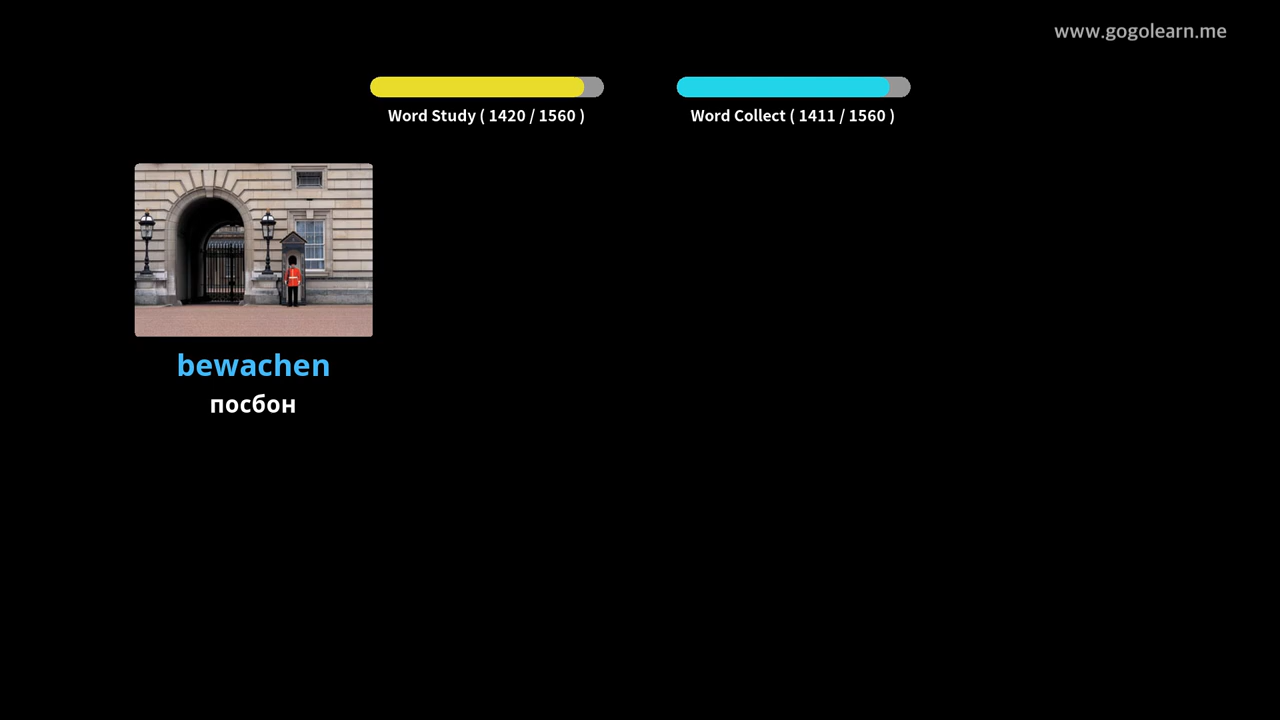 www.gogolearn.me
Word Study ( 1420 / 1560 )
Word Collect ( 1411 / 1560 )
bewachen
посбон